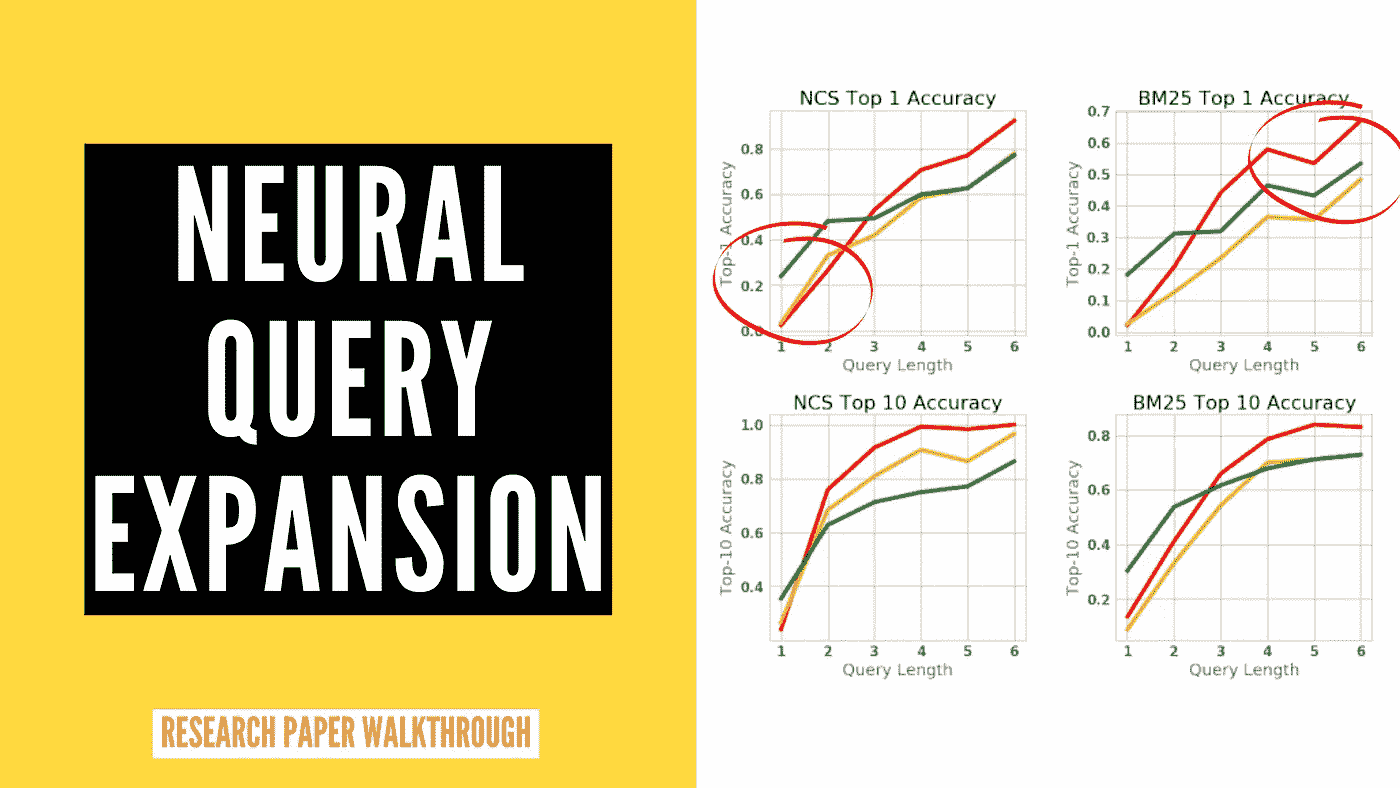 NEURAL
QUERY
EXPANSION
RESEARCH PAPER WALKTHROUGH
NCS Top 1 Accuracy
Top-1 Accuracy
0.8
0.6
0.4
0.2
0.0
1 2 3 4 5 6
Query Length
BM25 Top 1 Accuracy
Top-1 Accuracy
0.7
0.6
0.5
0.4
0.3
0.2
0.1
0.0
1 2 3 4 5 6
Query Length
NCS Top 10 Accuracy
Top-10 Accuracy
1.0
0.8
0.6
0.4
1 2 3 4 5 6
Query Length
BM25 Top 10 Accuracy
Top-10 Accuracy
0.8
0.6
0.4
0.2
1 2 3 4 5 6
Query Length